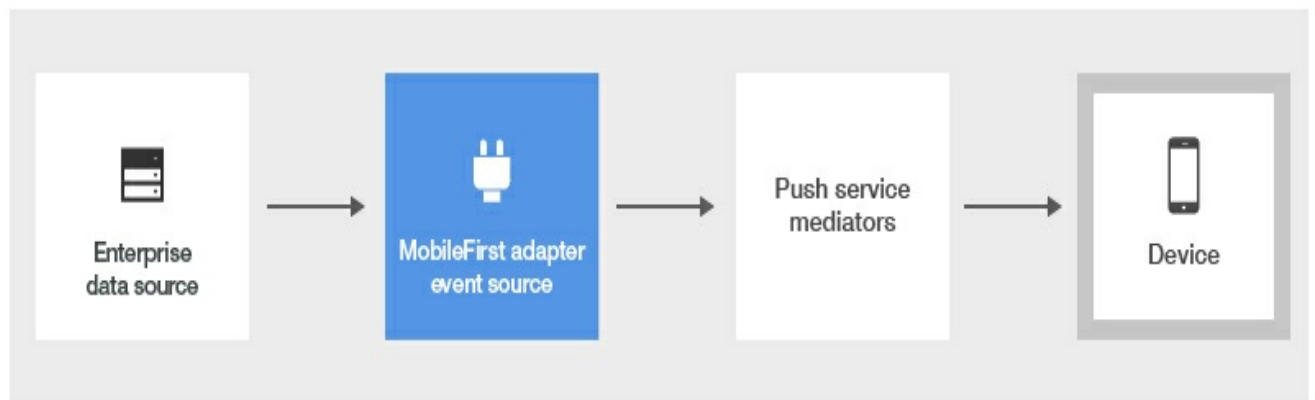 Enterprise
data source
MobileFirst adapter
event source
Push service
mediators
Device